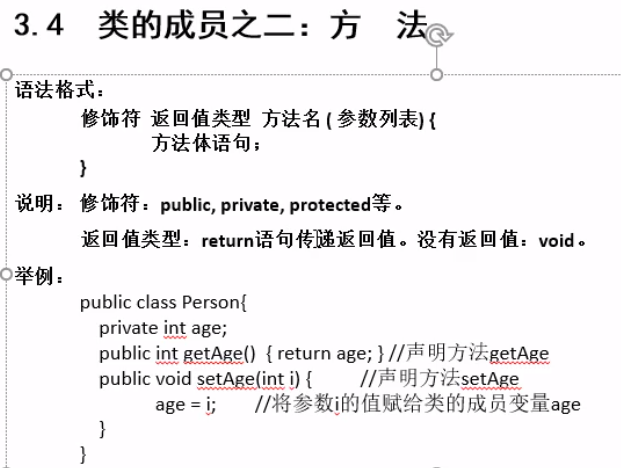 3.4 类的成员之二：方 法
语法格式：
修饰符 返回值类型 方法名 ( 参数列表) {
方法体语句；
}
说明： 修饰符：public, private, protected等。
返回值类型：return语句传递返回值。没有返回值：void。
举例：
public class Person{
private int age;
public int getAge() { return age; } //声明方法getAge
public void setAge(int i) { //声明方法setAge
age = i; //将参数i的值赋给类的成员变量age
}
}